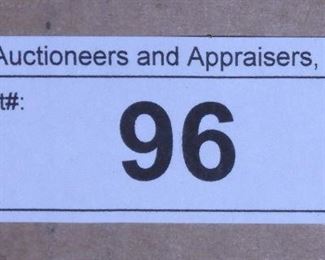 Auctioneers and Appraisers,
t#:
96